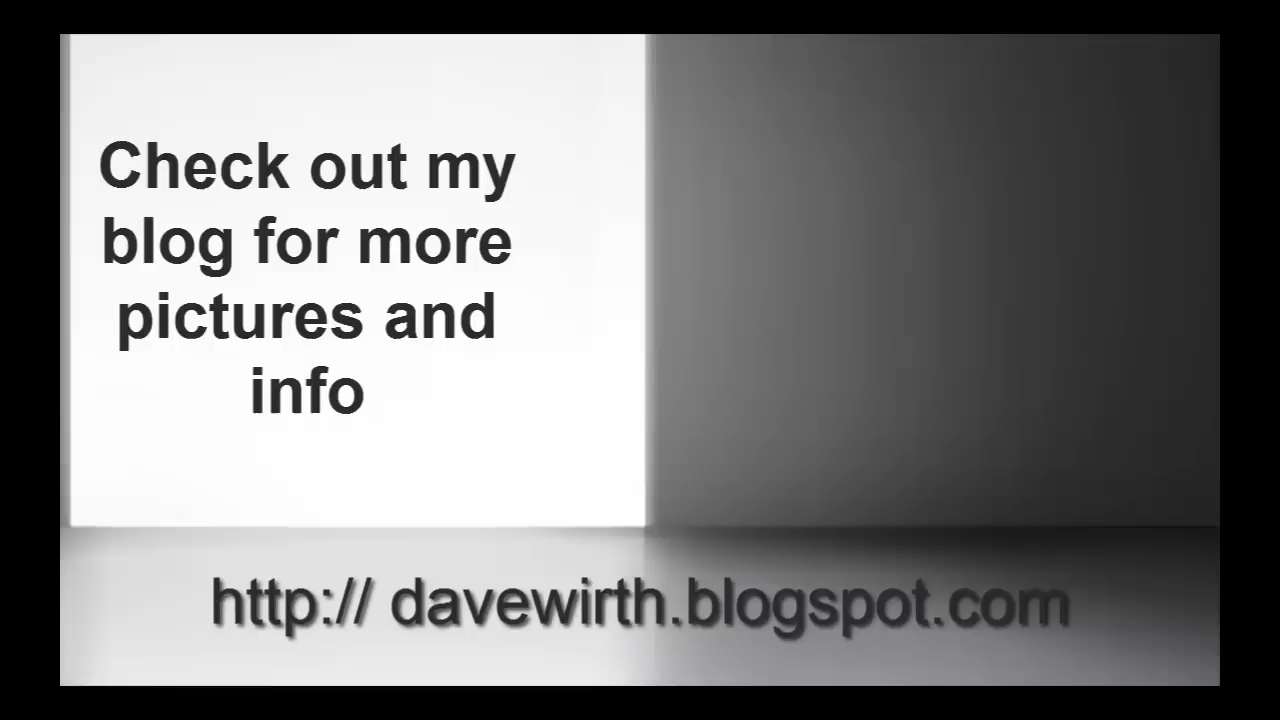 Check out my
blog for more
pictures and
info
http:// davewirth.blogspot.com